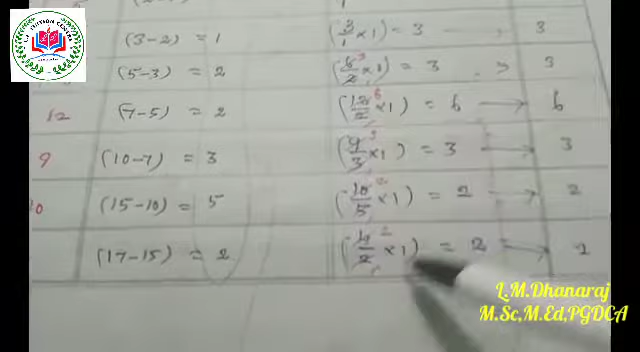 (3-2) = 1 (3/1 ×1) = 3 3
(5-3) = 2 (6/2 ×1) = 3 → 3
12 (7-5) = 2 (12/2 ×1) = 6 → 6
9 (10-7) = 3 (9/3 ×1) = 3 → 3
10 (15-10) = 5 (10/5 ×1) = 2 → 2
(17-15) = 2 (4/2 ×1) = 2 → 2
L.M.Dhanaraj
M.Sc,M.Ed,PGDCA